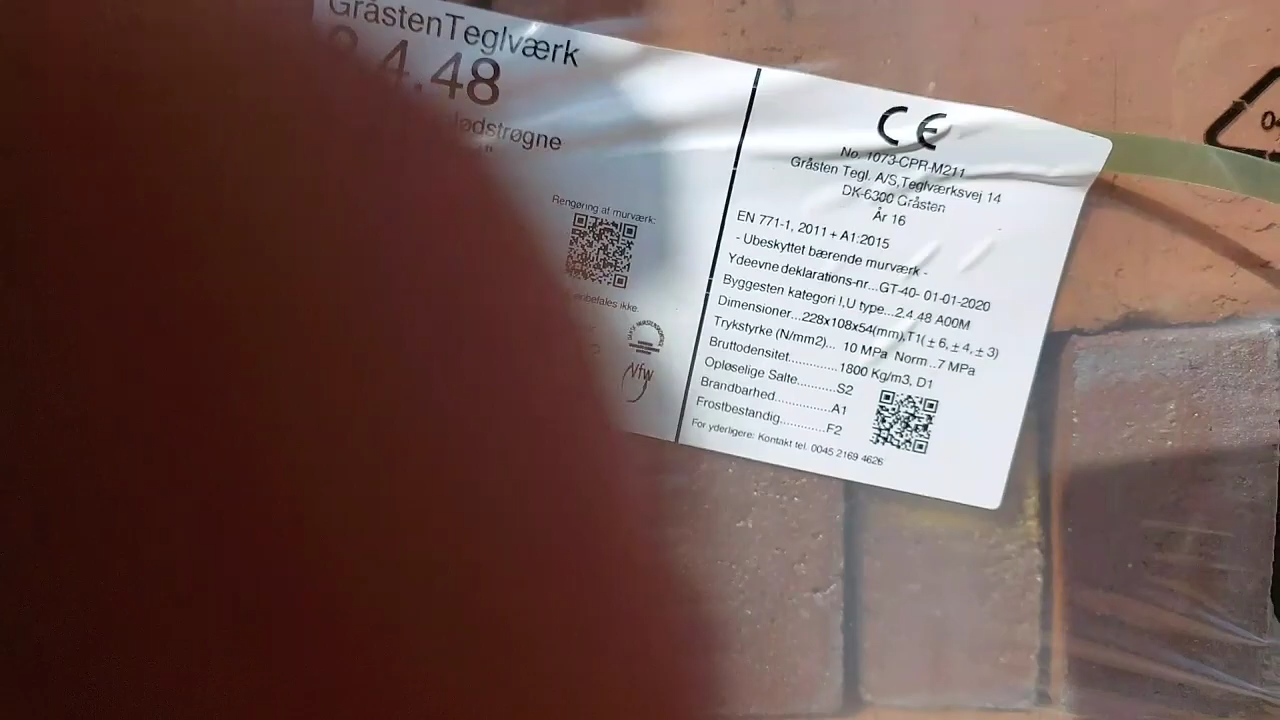 GråstenTeglværk
2.4.48
ødstrøgne
Rengøring af murværk:
ikke.
Nfw
CE
No. 1073-CPR-M211
Gråsten Tegl. A/S,Teglværksvej 14
DK-6300 Gråsten
År 16
EN 771-1, 2011 + A1:2015
- Ubeskyttet bærende murværk -
Ydeevne deklarations-nr...GT-40- 01-01-2020
Byggesten kategori I,U type...2.4.48 A00M
Dimensioner...228x108x54(mm),T1(±6,±4,±3)
Trykstyrke (N/mm2)... 10 MPa Norm..7 MPa
Bruttodensitet............. 1800 Kg/m3, D1
Opløselige Salte..........S2
Brandbarhed..............A1
Frostbestandig............F2
For yderligere: Kontakt tel. 0045 2169 4626
04